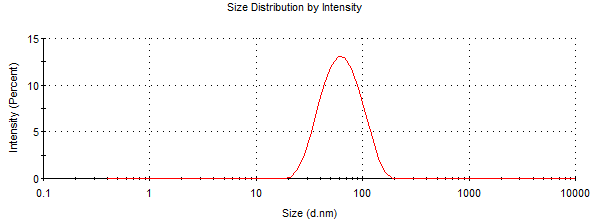 Size Distribution by Intensity
15
10
5
0
Intensity (Percent)
0.1 1 10 100 1000 10000
Size (d.nm)